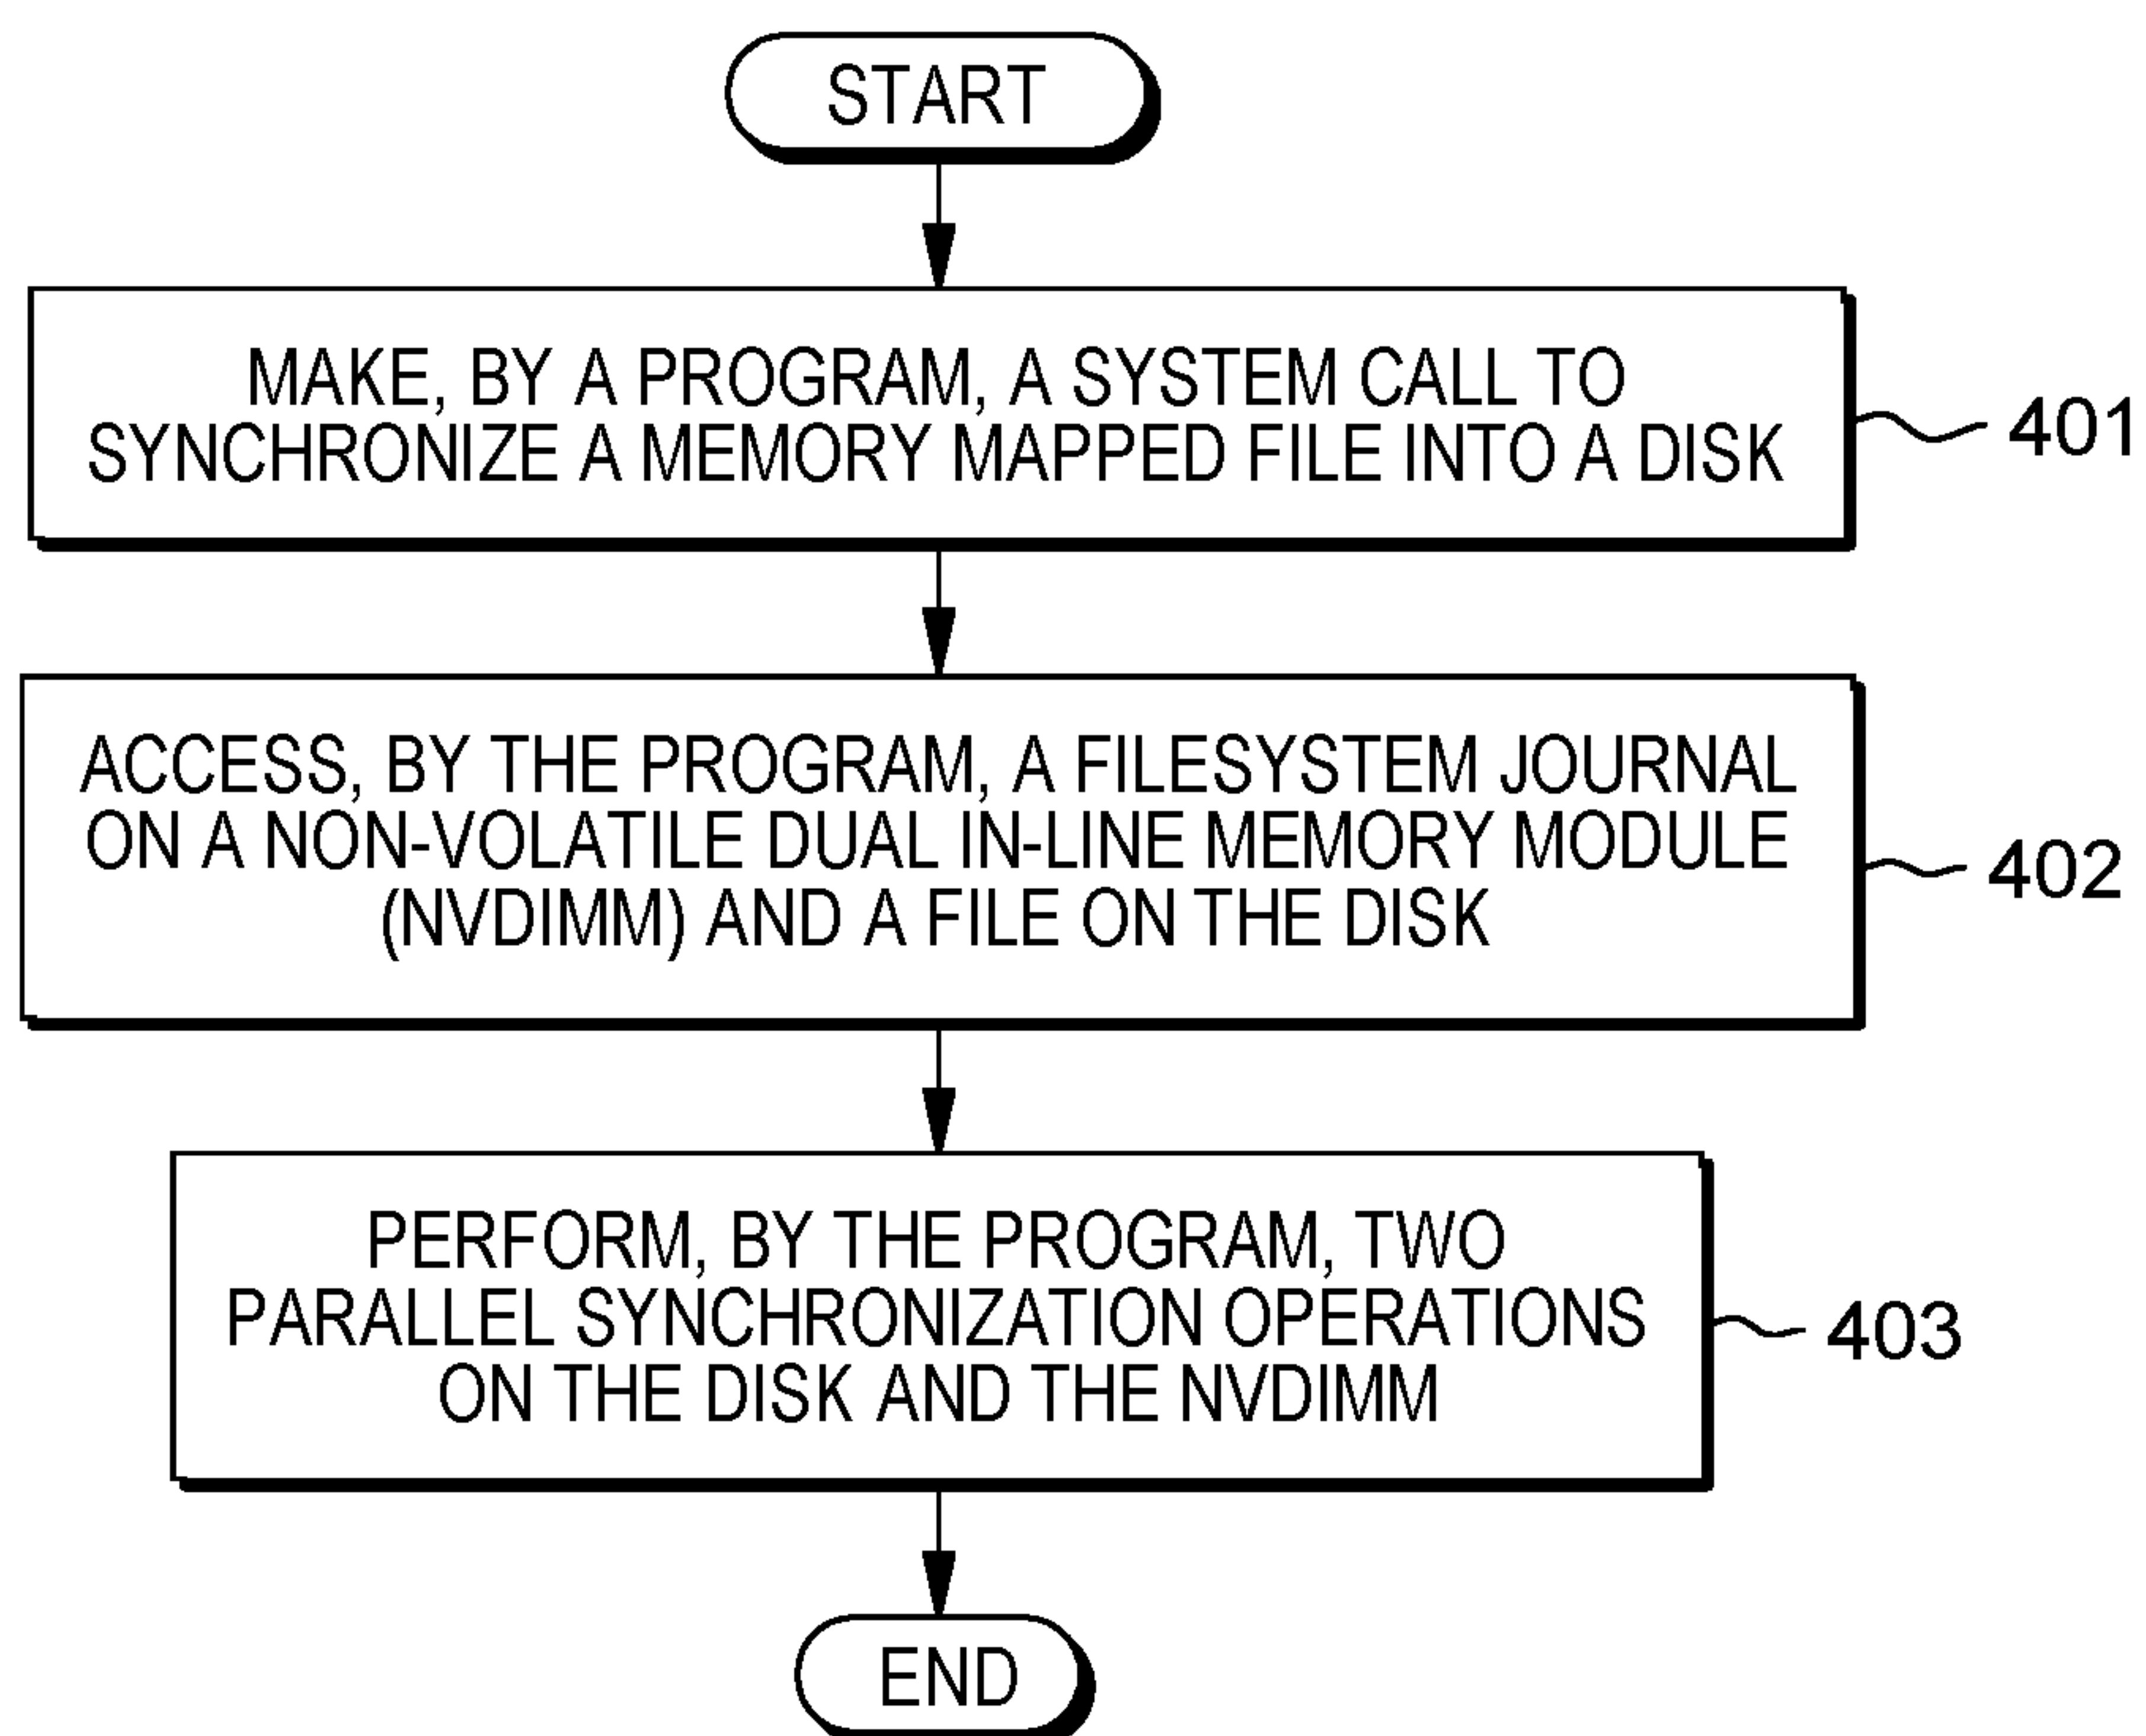 START
MAKE, BY A PROGRAM, A SYSTEM CALL TO
SYNCHRONIZE A MEMORY MAPPED FILE INTO A DISK
401
ACCESS, BY THE PROGRAM, A FILESYSTEM JOURNAL
ON A NON-VOLATILE DUAL IN-LINE MEMORY MODULE
(NVDIMM) AND A FILE ON THE DISK
402
PERFORM, BY THE PROGRAM, TWO
PARALLEL SYNCHRONIZATION OPERATIONS
ON THE DISK AND THE NVDIMM
403
END